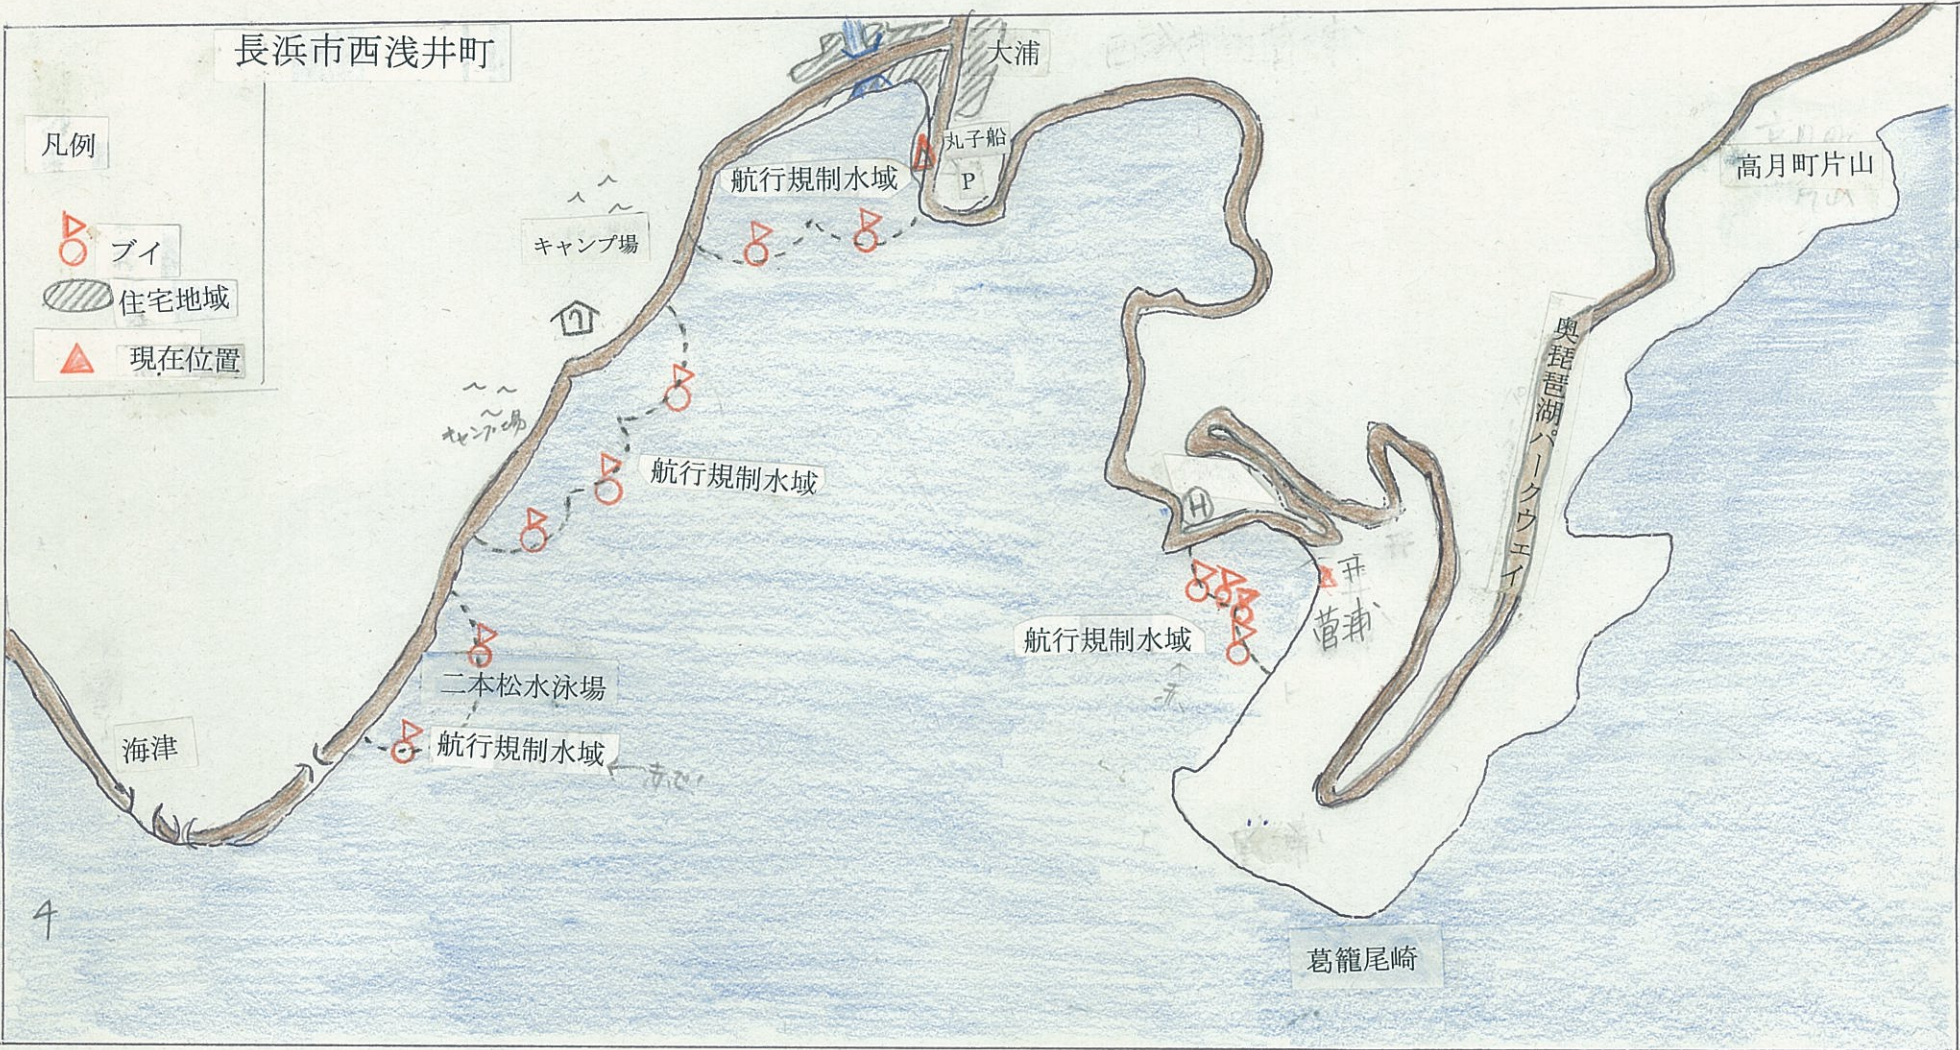 長浜市西浅井町
大浦
凡例
丸子船
高月町片山
航行規制水域
P
ブイ
キャンプ場
住宅地域
奥琵琶湖パークウェイ
現在位置
キャンプ場
航行規制水域
H
菅浦
航行規制水域
二本松水泳場
海津
航行規制水域
4
葛籠尾崎